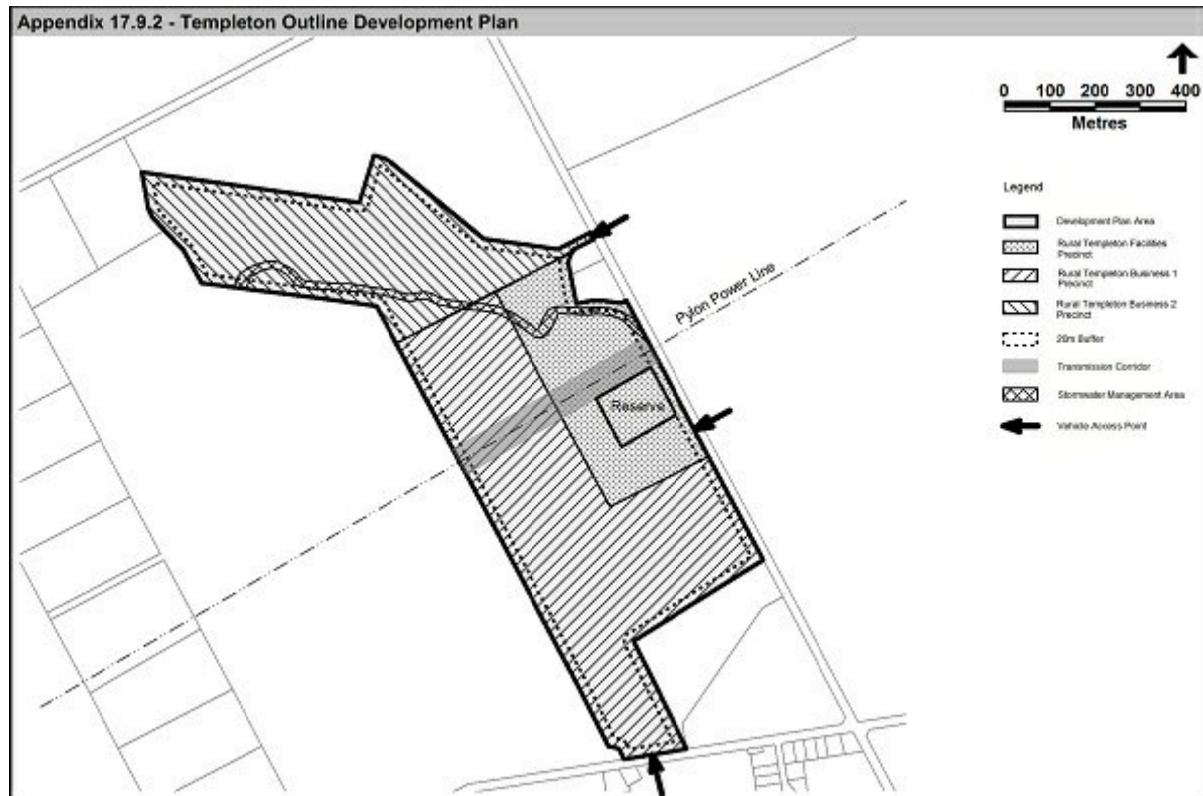 Appendix 17.9.2 - Templeton Outline Development Plan
0 100 200 300 400
Metres
Legend
Development Plan Area
Rural Templeton Facilities
Precinct
Rural Templeton Business 1
Precinct
Rural Templeton Business 2
Precinct
20m Buffer
Transmission Corridor
Stormwater Management Area
Vehicle Access Point
Pylon Power Line
Reserve